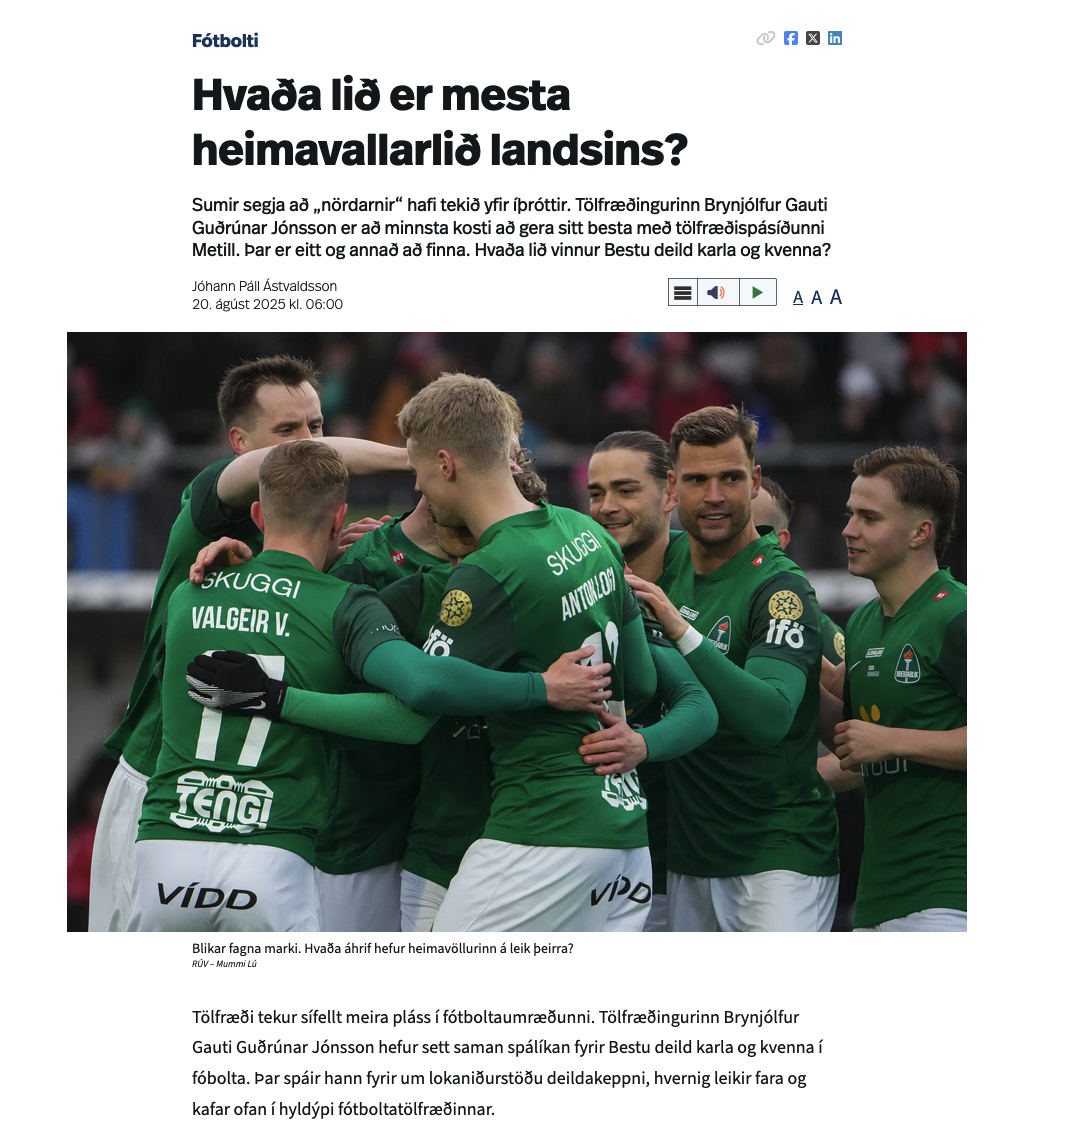 Fótbolti
Hvaða lið er mesta
heimavallarlið landsins?
Sumir segja að „nördarnir“ hafi tekið yfir íþróttir. Tölfræðingurinn Brynjólfur Gauti
Guðrúnar Jónsson er að minnsta kosti að gera sitt besta með tölfræðispásíðunni
Metill. Þar er eitt og annað að finna. Hvaða lið vinnur Bestu deild karla og kvenna?
Jóhann Páll Ástvaldsson
20. ágúst 2025 kl. 06:00
A A A
SKUGGI
VALGEIR V.
17
TENGI
VÍDD
SKUGGI
ANTON LOGI
ifö
VÍDD
ifö
BREIÐABLIK
Blikar fagna marki. Hvaða áhrif hefur heimavöllurinn á leik þeirra?
RÚV – Mummi Lú
Tölfræði tekur sífellt meira pláss í fótboltaumræðunni. Tölfræðingurinn Brynjólfur
Gauti Guðrúnar Jónsson hefur sett saman spálíkan fyrir Bestu deild karla og kvenna í
fóbolta. Þar spáir hann fyrir um lokaniðurstöðu deildakeppni, hvernig leikir fara og
kafar ofan í hyldýpi fótboltatölfræðinnar.